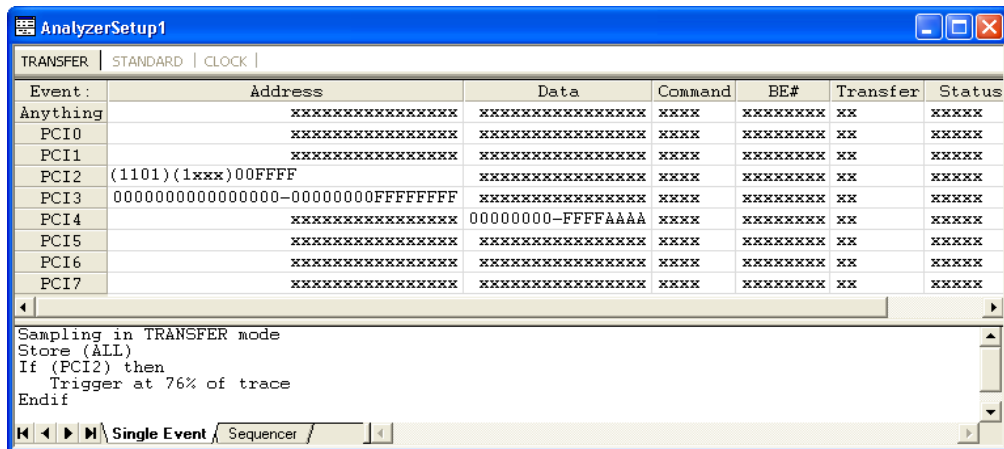 AnalyzerSetup1
TRANSFER | STANDARD | CLOCK |
Event: Address Data Command BE# Transfer Status
Anything xxxxxxxxxxxxxxxx xxxxxxxxxxxxxxxx xxxx xxxxxxxx xx xxxxx
PCI0 xxxxxxxxxxxxxxxx xxxxxxxxxxxxxxxx xxxx xxxxxxxx xx xxxxx
PCI1 xxxxxxxxxxxxxxxx xxxxxxxxxxxxxxxx xxxx xxxxxxxx xx xxxxx
PCI2 (1101)(1xxx)00FFFF xxxxxxxxxxxxxxxx xxxx xxxxxxxx xx xxxxx
PCI3 0000000000000000-00000000FFFFFFFF xxxxxxxxxxxxxxxx xxxx xxxxxxxx xx xxxxx
PCI4 xxxxxxxxxxxxxxxx 00000000-FFFFAAAA xxxx xxxxxxxx xx xxxxx
PCI5 xxxxxxxxxxxxxxxx xxxxxxxxxxxxxxxx xxxx xxxxxxxx xx xxxxx
PCI6 xxxxxxxxxxxxxxxx xxxxxxxxxxxxxxxx xxxx xxxxxxxx xx xxxxx
PCI7 xxxxxxxxxxxxxxxx xxxxxxxxxxxxxxxx xxxx xxxxxxxx xx xxxxx
Sampling in TRANSFER mode
Store (ALL)
If (PCI2) then
Trigger at 76% of trace
Endif
Single Event / Sequencer /